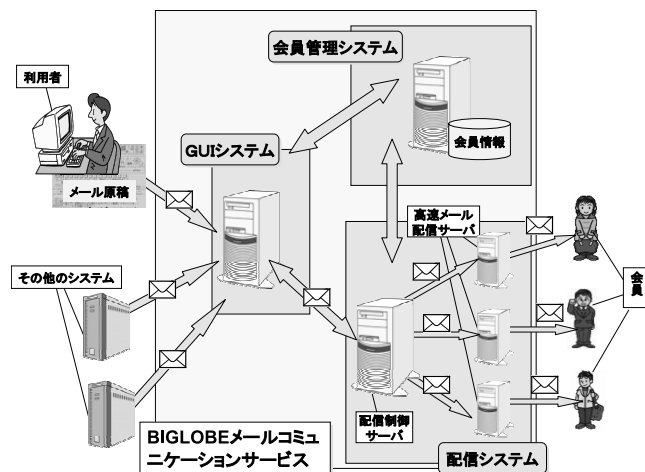 会員管理システム
利用者
会員情報
GUIシステム
メール原稿
高速メール
配信サーバ
その他のシステム
会員
配信制御
サーバ
BIGLOBEメールコミュ
ニケーションサービス
配信システム